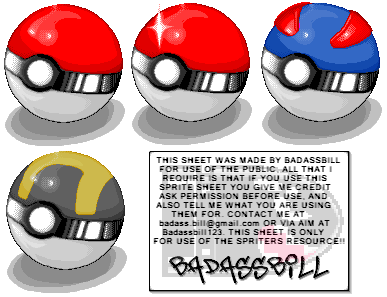 THIS SHEET WAS MADE BY BADASSBILL
FOR USE OF THE PUBLIC. ALL THAT I
REQUIRE IS THAT IF YOU USE THIS
SPRITE SHEET YOU GIVE ME CREDIT
ASK PERMISSION BEFORE USE, AND
ALSO TELL ME WHAT YOU ARE USING
THEM FOR. CONTACT ME AT
badass.bill@gmail.com OR VIA AIM AT
Badassbill123. THIS SHEET IS ONLY
FOR USE OF THE SPRITERS RESOURCE!!
BADASSBILL